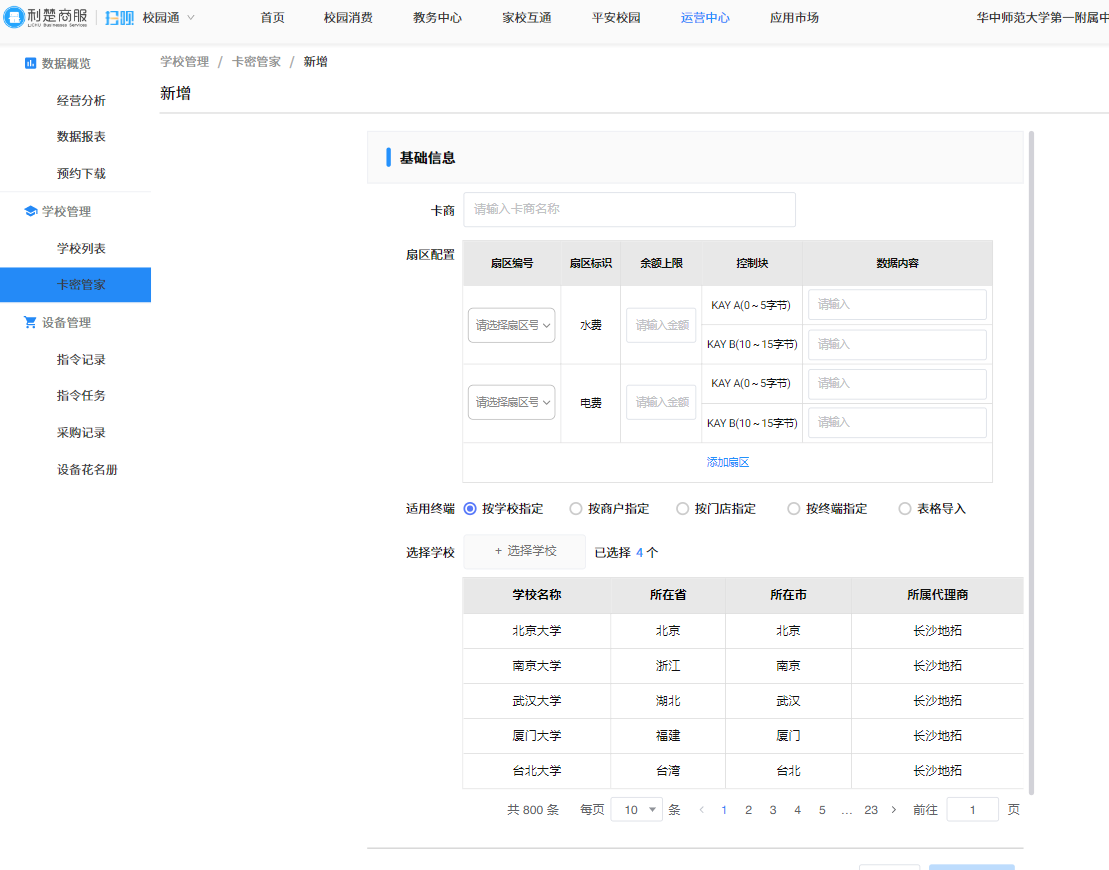 利楚商服 LICHU Businesses Services 扫呗 校园通 首页 校园消费 教务中心 家校互通 平安校园 运营中心 应用市场 华中师范大学第一附属中
数据概览
经营分析
数据报表
预约下载
学校管理
学校列表
卡密管家
设备管理
指令记录
指令任务
采购记录
设备花名册
学校管理 / 卡密管家 / 新增
新增
基础信息
卡商 请输入卡商名称
扇区配置 扇区编号 扇区标识 余额上限 控制块 数据内容
请选择扇区号 水费 请输入金额 KAY A(0~5字节) 请输入
KAY B(10~15字节) 请输入
请选择扇区号 电费 请输入金额 KAY A(0~5字节) 请输入
KAY B(10~15字节) 请输入
添加扇区
适用终端 按学校指定 按商户指定 按门店指定 按终端指定 表格导入
选择学校 + 选择学校 已选择 4 个
学校名称 所在省 所在市 所属代理商
北京大学 北京 北京 长沙地拓
南京大学 浙江 南京 长沙地拓
武汉大学 湖北 武汉 长沙地拓
厦门大学 福建 厦门 长沙地拓
台北大学 台湾 台北 长沙地拓
共 800 条 每页 10 条 < 1 2 3 4 5 … 23 > 前往 1 页